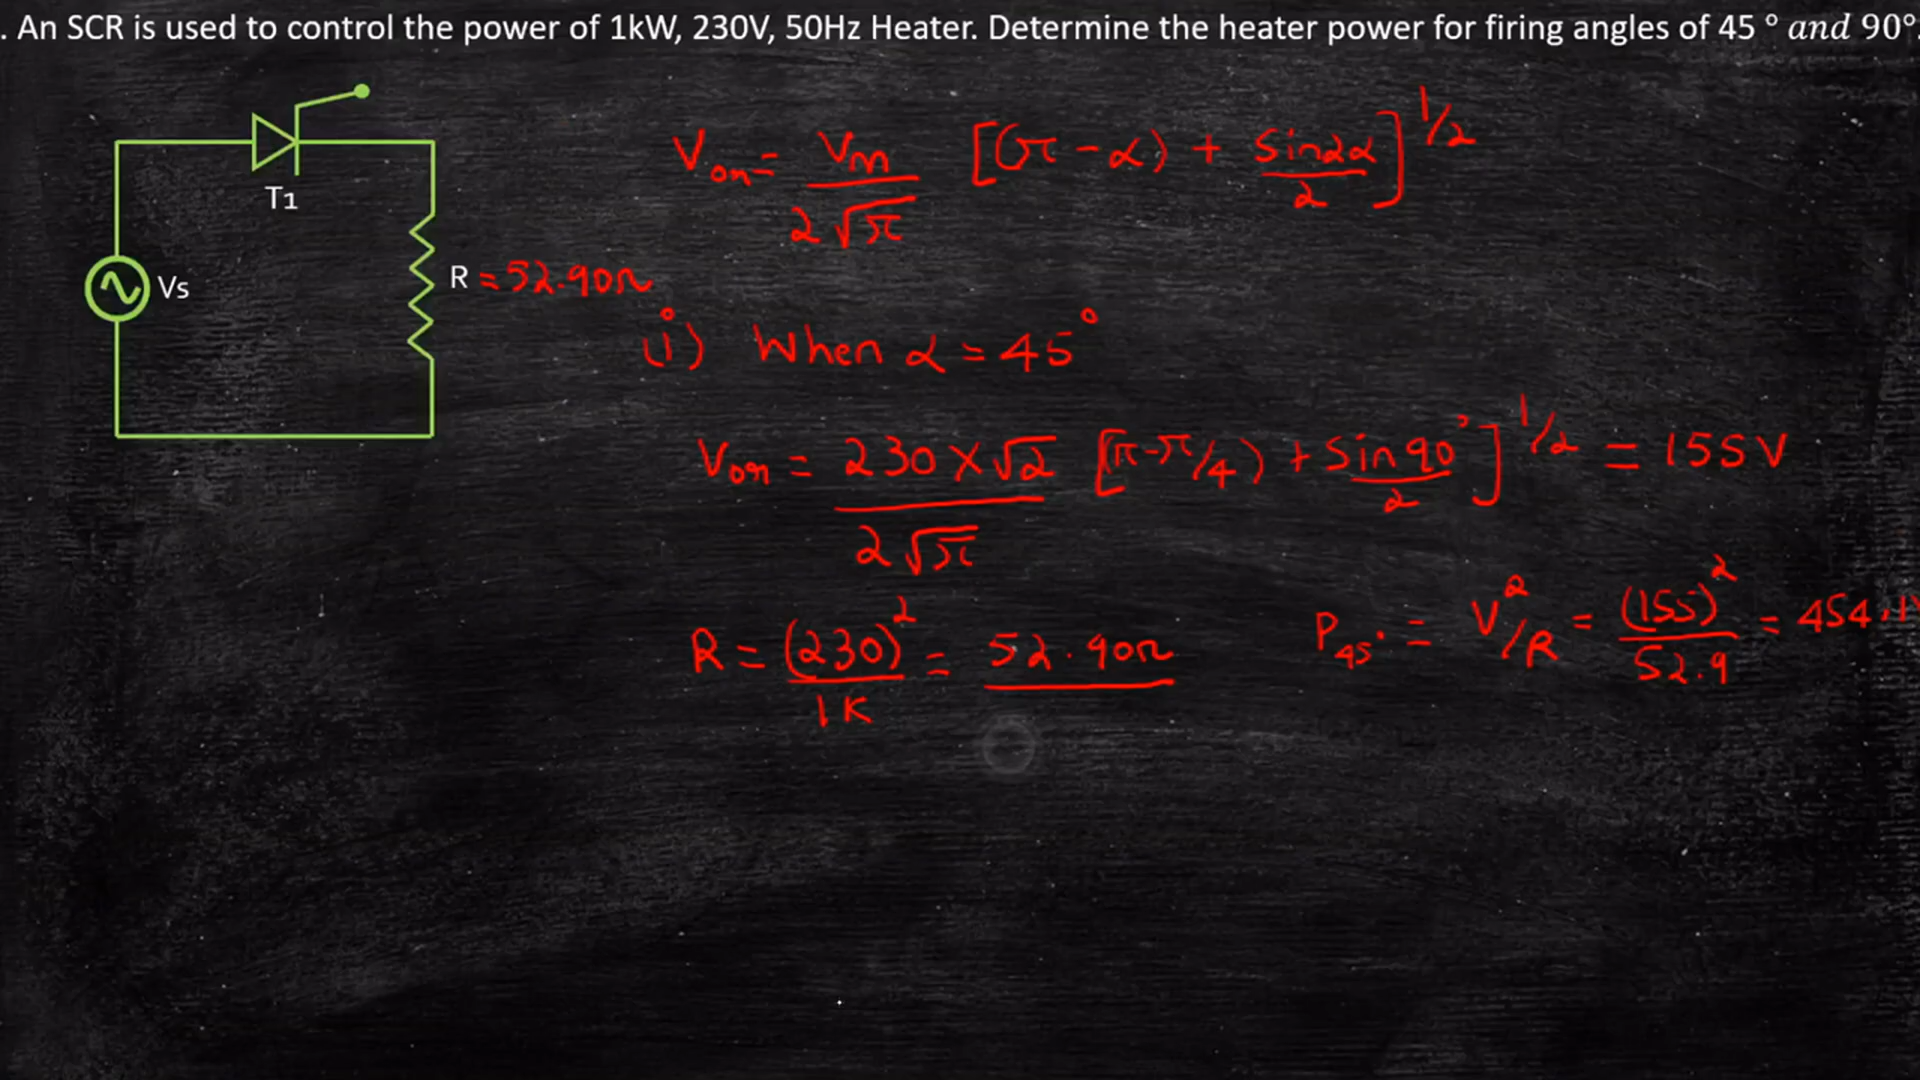 . An SCR is used to control the power of 1kW, 230V, 50Hz Heater. Determine the heater power for firing angles of 45 ° and 90°.
T1
Vs
R = 52.90Ω
Vor = Vm / 2√π [(π - α) + Sin2α / 2]^1/2
(i) When α = 45°
Vor = 230 X √2 / 2√π [(π - π/4) + Sin90° / 2]^1/2 = 155V
R = (230)² / 1K = 52.90Ω
P45° = V²/R = (155)² / 52.9 = 454.1